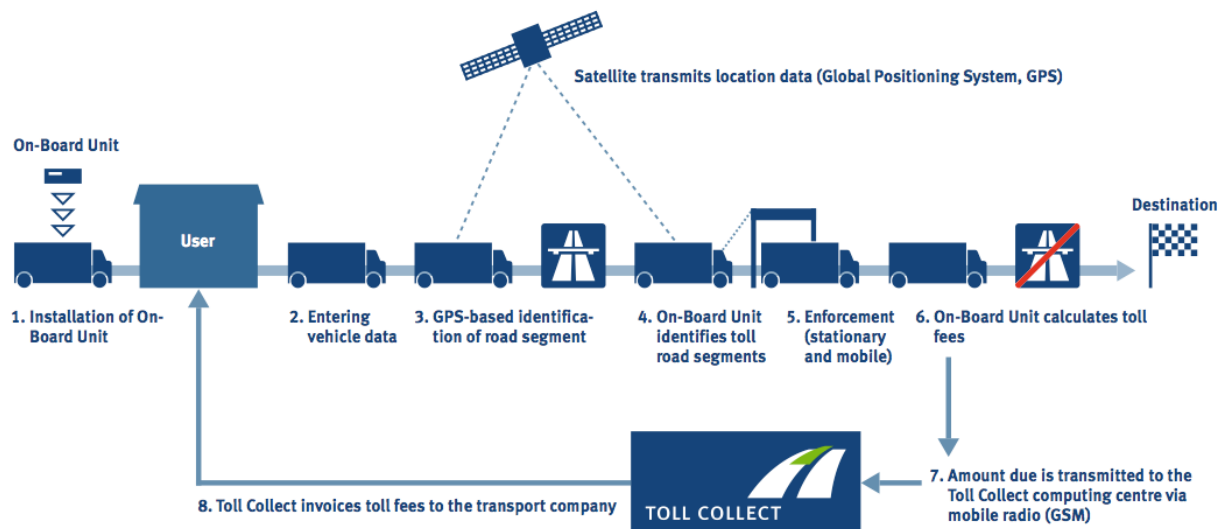 Satellite transmits location data (Global Positioning System, GPS)
On-Board Unit
User
Destination
1. Installation of On-
Board Unit
2. Entering
vehicle data
3. GPS-based identifica-
tion of road segment
4. On-Board Unit
identifies toll
road segments
5. Enforcement
(stationary
and mobile)
6. On-Board Unit calculates toll
fees
7. Amount due is transmitted to the
Toll Collect computing centre via
mobile radio (GSM)
8. Toll Collect invoices toll fees to the transport company
TOLL COLLECT